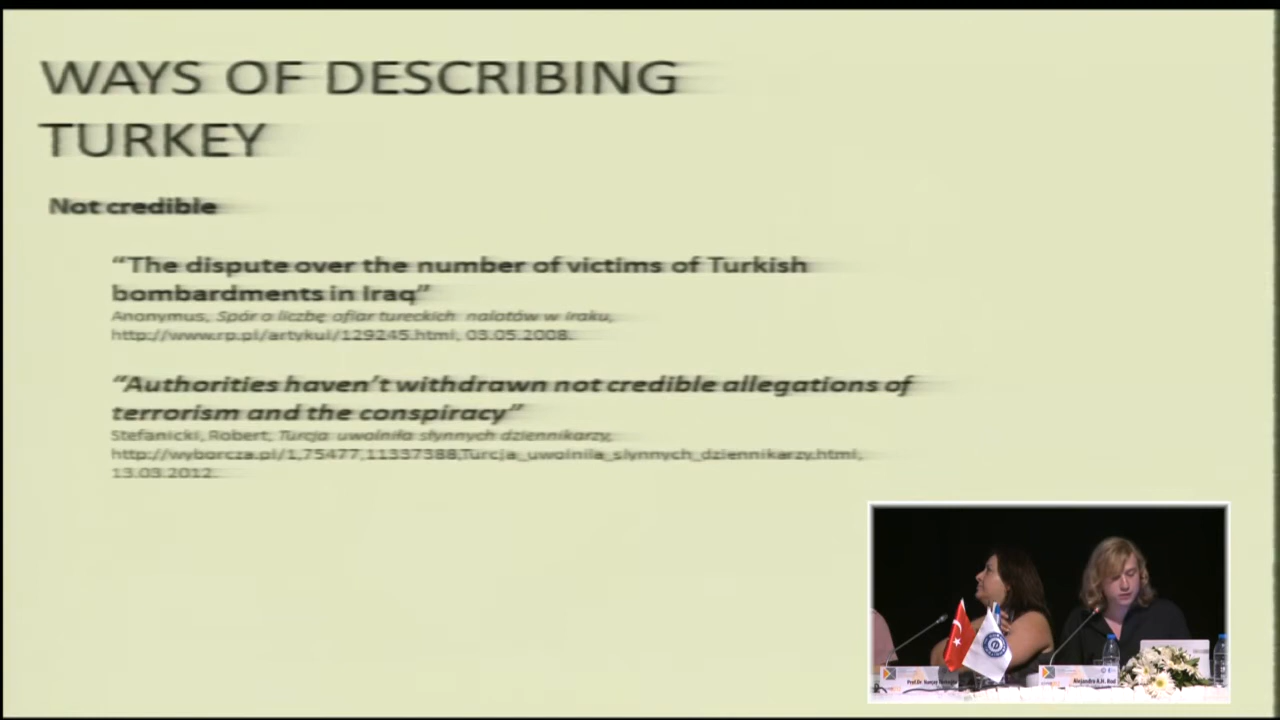 WAYS OF DESCRIBING
TURKEY
Not credible
“The dispute over the number of victims of Turkish
bombardments in Iraq”
Anonymus, Spór o liczbę ofiar tureckich nalotów w Iraku,
http://www.rp.pl/artykul/129245.html, 03.05.2008.
“Authorities haven’t withdrawn not credible allegations of
terrorism and the conspiracy”
Stefanicki, Robert, Turcja uwolniła słynnych dziennikarzy,
http://wyborcza.pl/1,75477,11337388,Turcja_uwolnila_slynnych_dziennikarzy.html,
13.03.2012.
Prof.Dr.
Alejandro A.H.